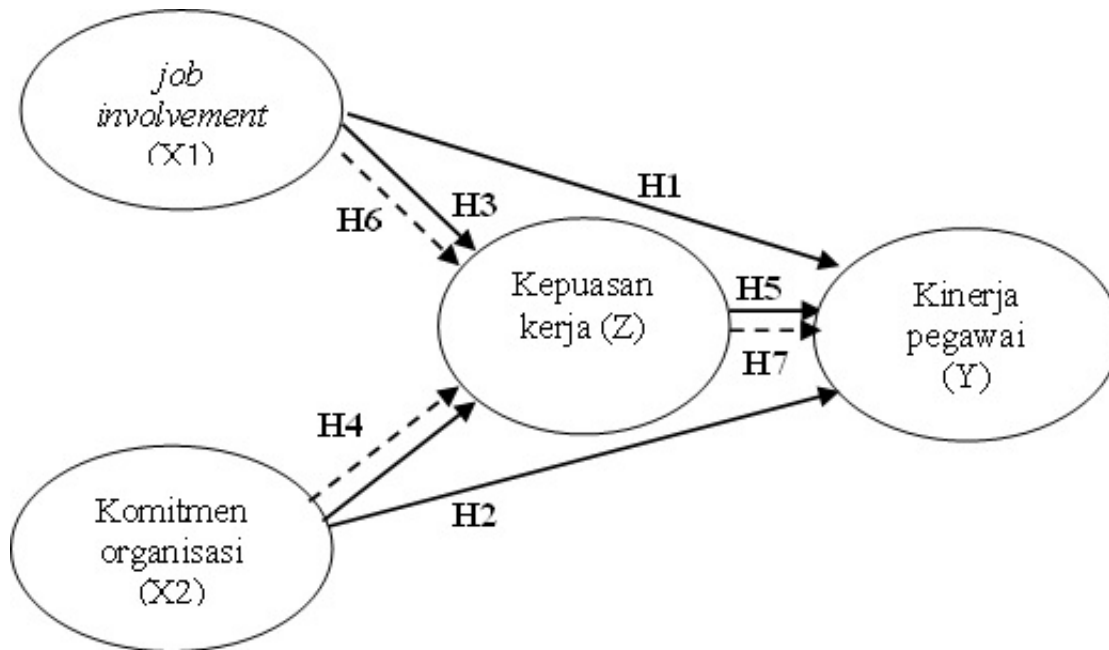 job
involvement
(X1)
H1
H3
H6
Kepuasan
kerja (Z)
H5
H7
Kinerja
pegawai
(Y)
H4
H2
Komitmen
organisasi
(X2)